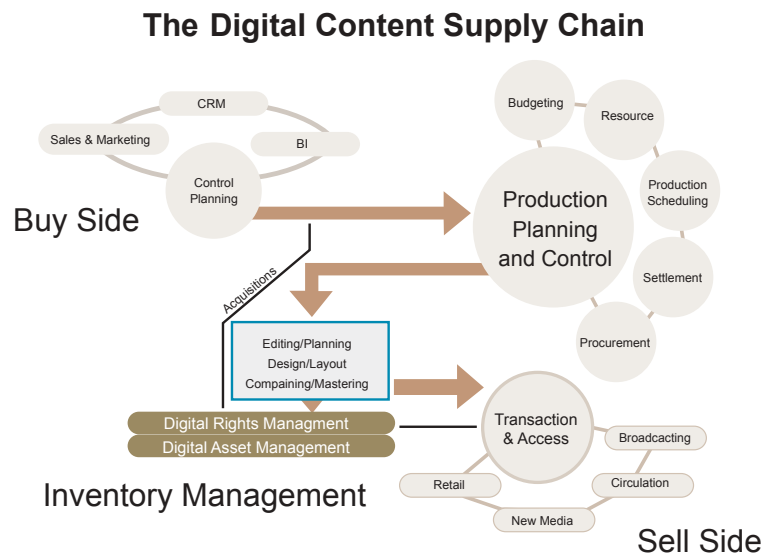 The Digital Content Supply Chain
CRM
Sales & Marketing
BI
Control
Planning
Buy Side
Budgeting
Resource
Production
Scheduling
Settlement
Procurement
Production
Planning
and Control
Acquisitions
Editing/Planning
Design/Layout
Compaining/Mastering
Digital Rights Managment
Digital Asset Management
Inventory Management
Transaction
& Access
Broadcacting
Circulation
New Media
Retail
Sell Side